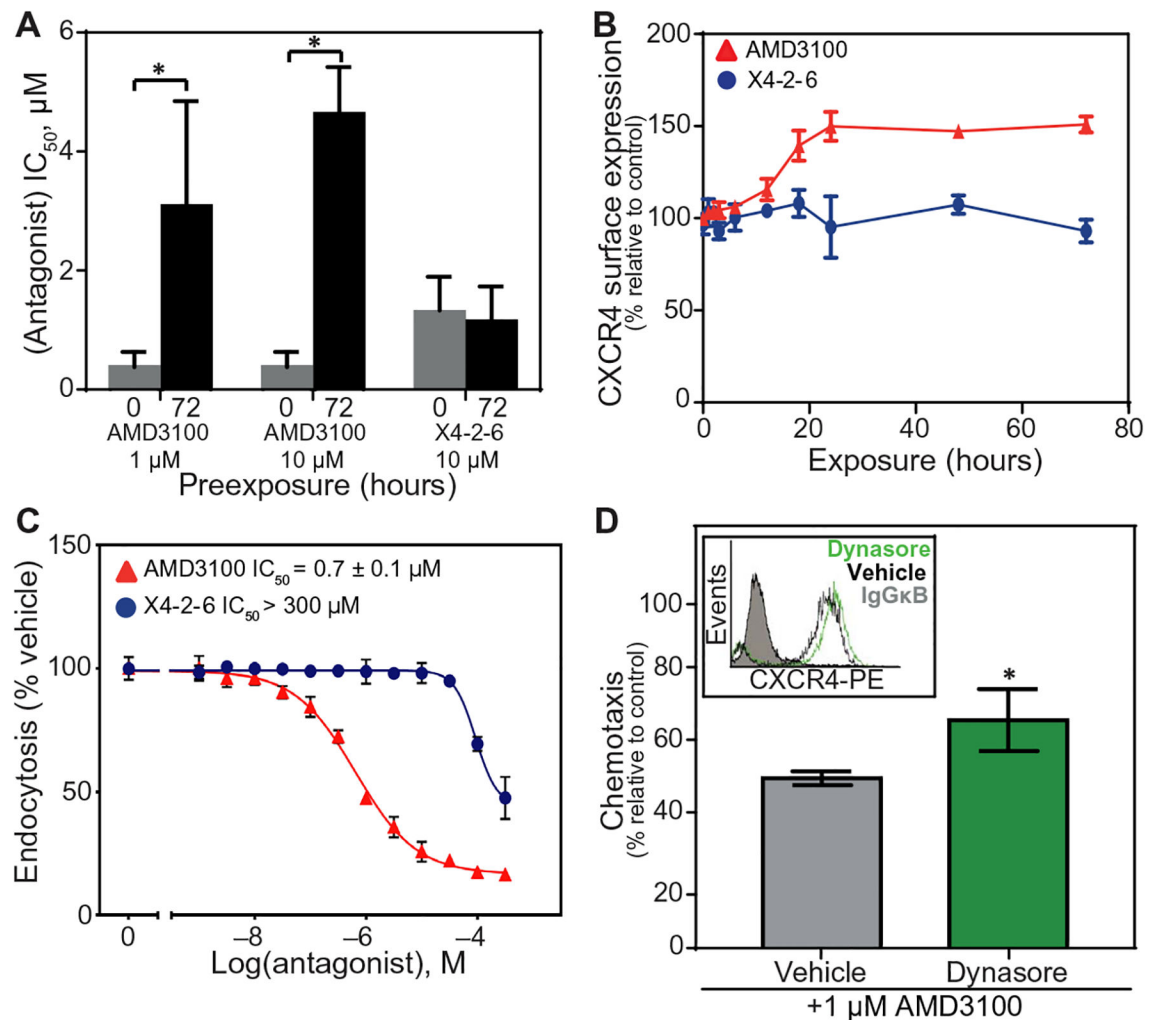 A
6
4
2
0
(Antagonist) IC50, µM
*
*
0 72 0 72 0 72
AMD3100 AMD3100 X4-2-6
1 µM 10 µM 10 µM
Preexposure (hours)
B
200
150
100
50
0
CXCR4 surface expression
(% relative to control)
AMD3100
X4-2-6
0 20 40 60 80
Exposure (hours)
C
150
100
50
0
Endocytosis (% vehicle)
AMD3100 IC50 = 0.7 ± 0.1 µM
X4-2-6 IC50 > 300 µM
0 –8 –6 –4
Log(antagonist), M
D
100
80
60
40
20
0
Chemotaxis
(% relative to control)
Dynasore
Vehicle
IgGκB
Events
CXCR4-PE
*
Vehicle Dynasore
+1 µM AMD3100